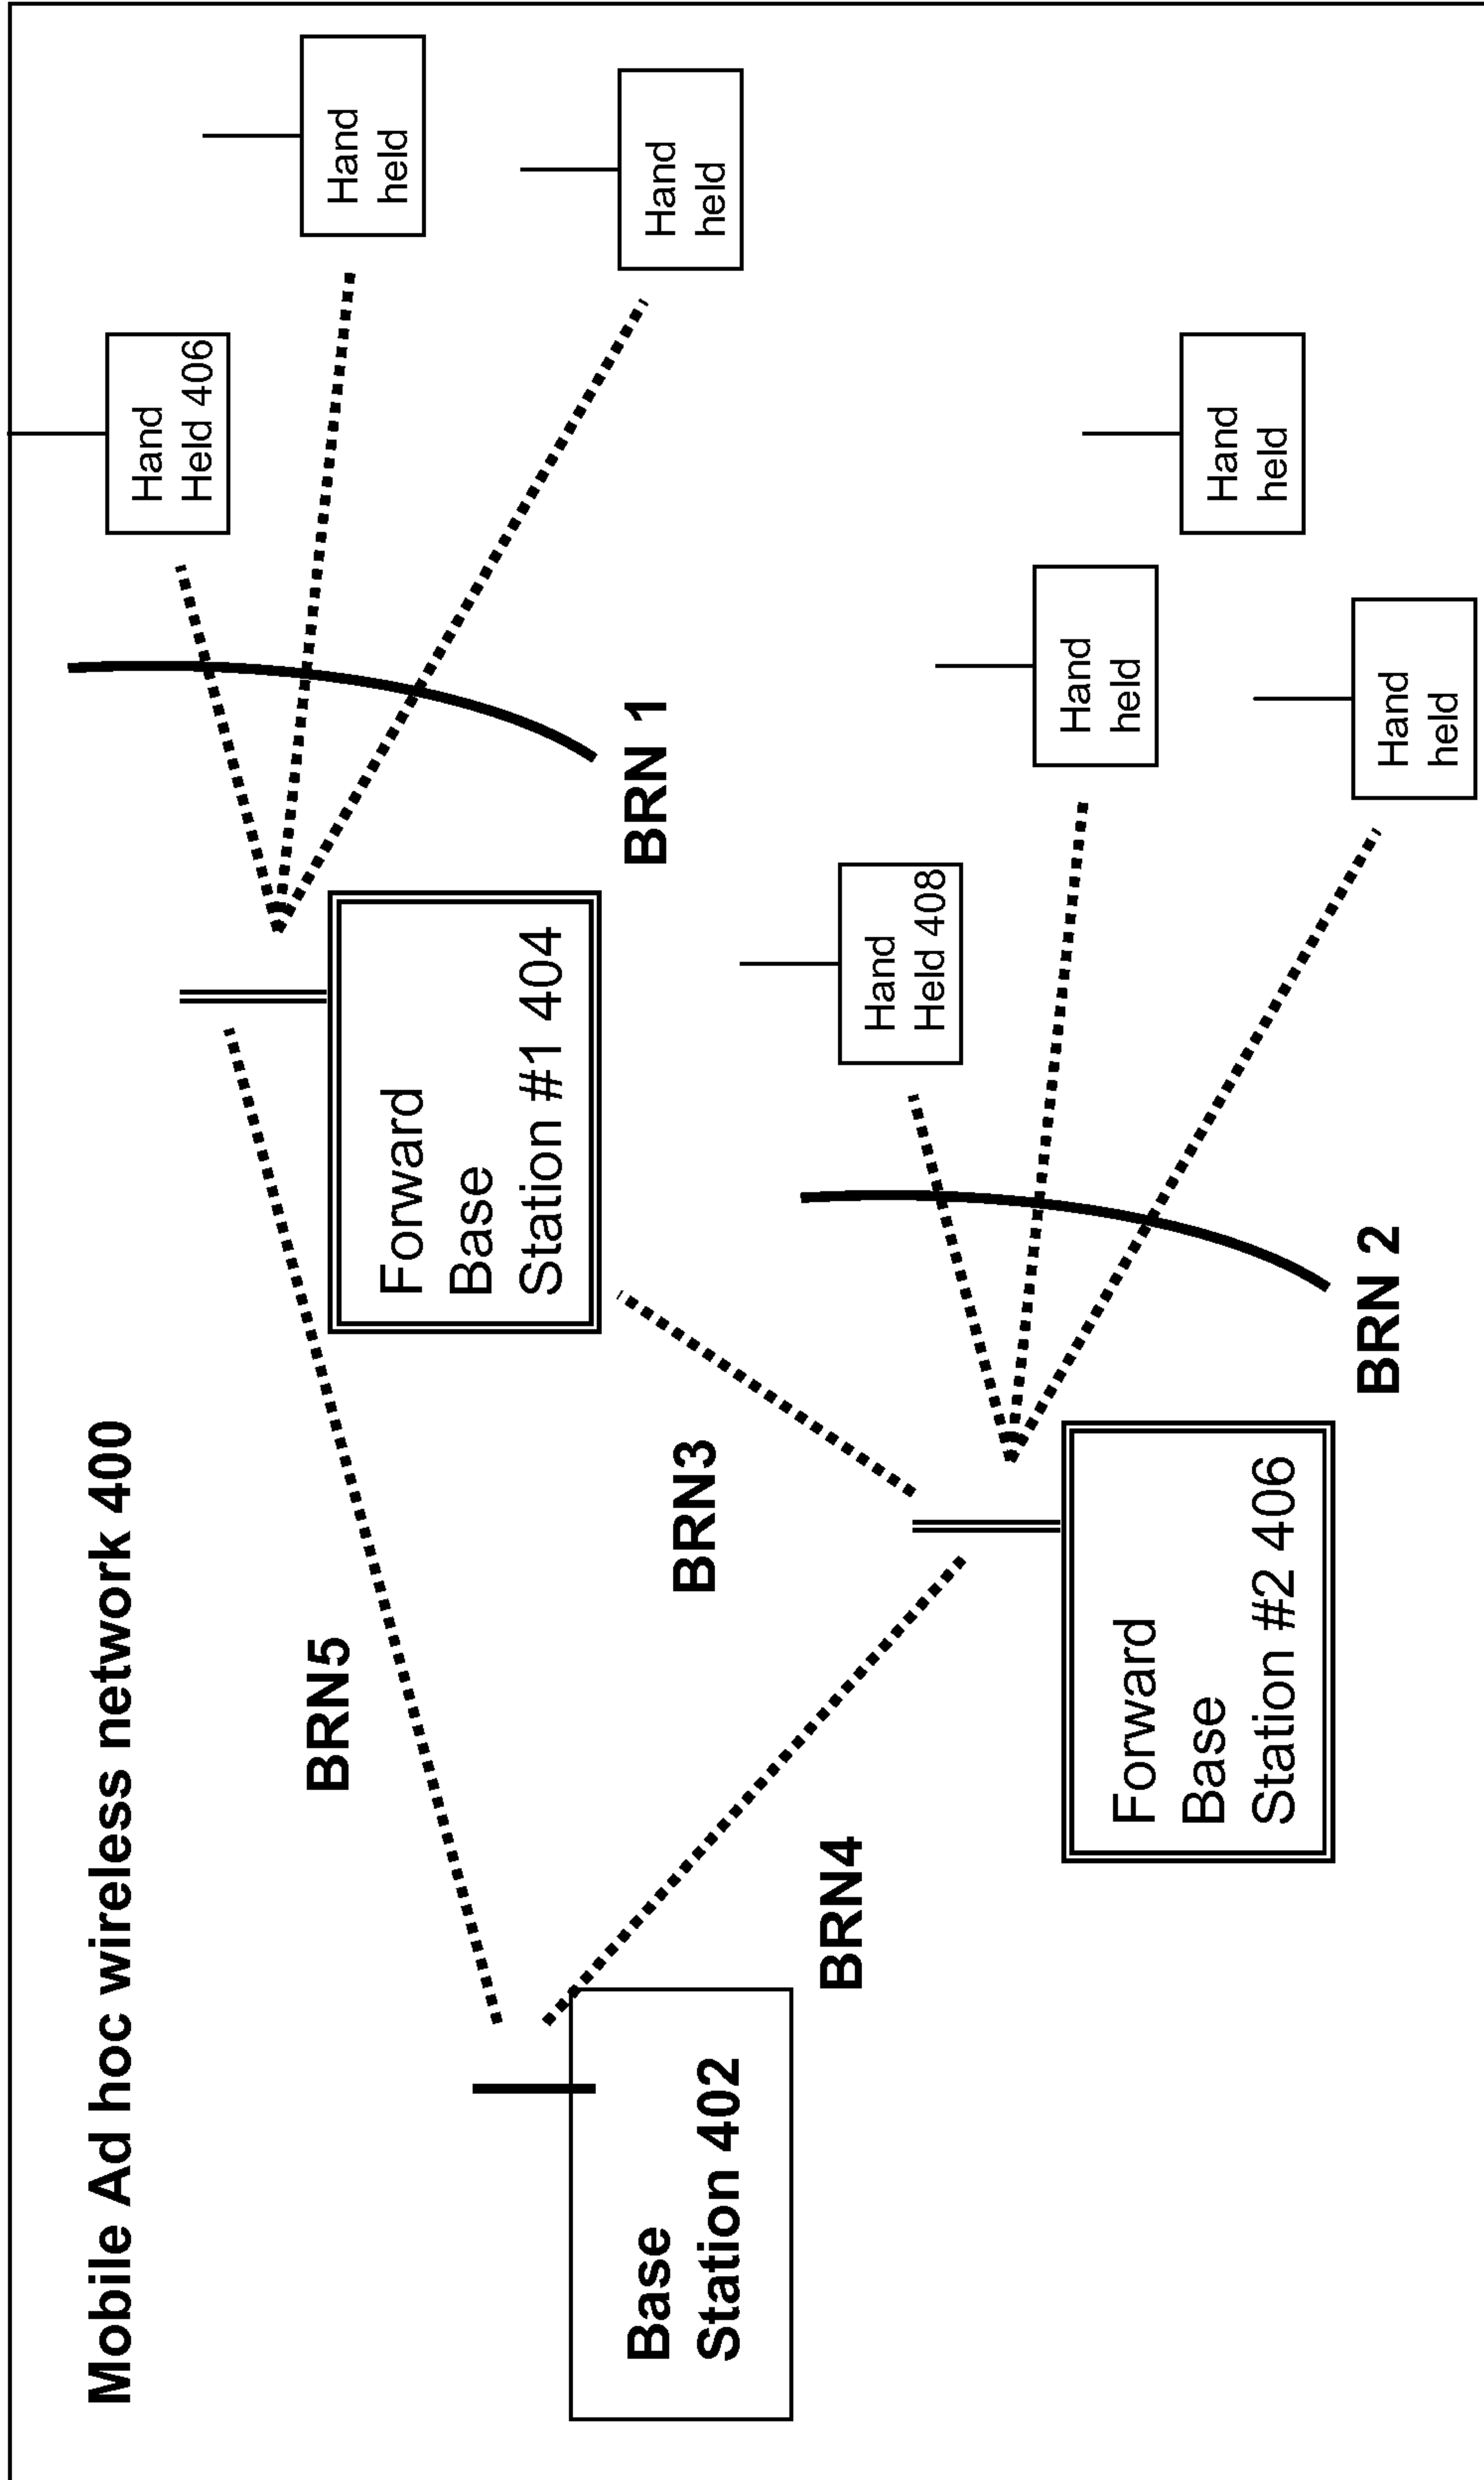 Mobile Ad hoc wireless network 400
Base
Station 402
BRN5
BRN4
BRN3
Forward
Base
Station #1 404
BRN 1
Hand
Held 406
Hand
held
Hand
held
Forward
Base
Station #2 406
BRN 2
Hand
Held 408
Hand
held
Hand
held
Hand
held